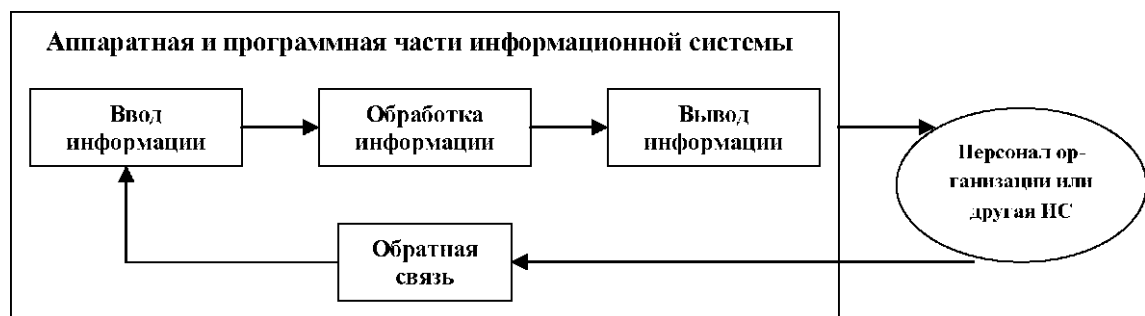 Аппаратная и программная части информационной системы
Ввод
информации
Обработка
информации
Вывод
информации
Персонал ор-
ганизации или
другая ИС
Обратная
связь